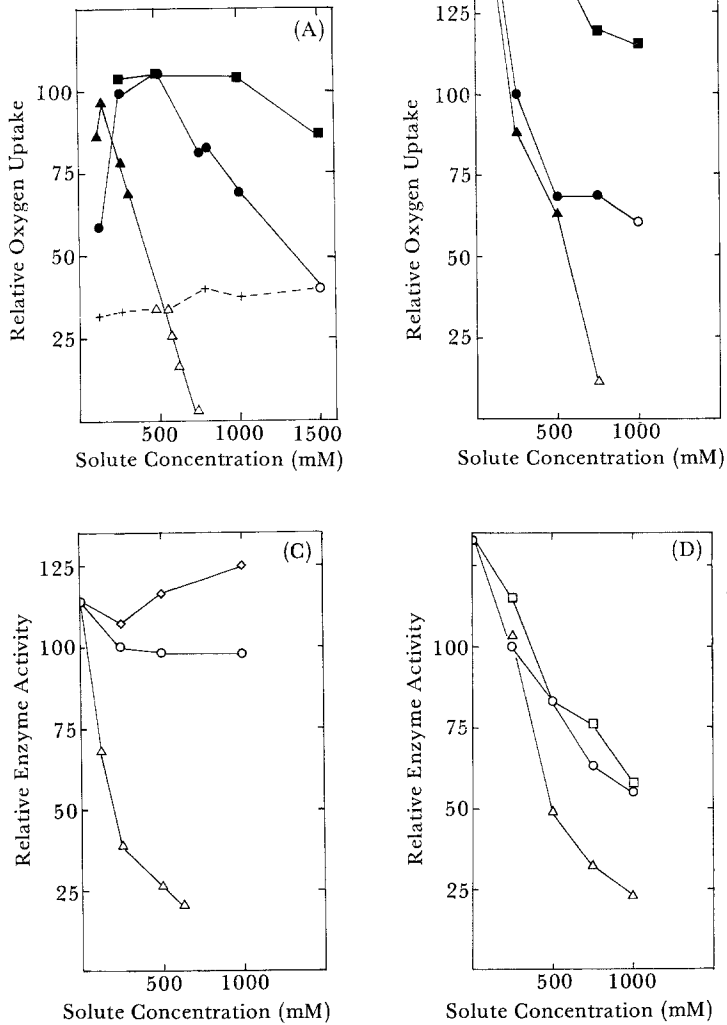 (A)
100
75
50
25
Relative Oxygen Uptake
500 1000 1500
Solute Concentration (mM)
125
100
75
50
25
Relative Oxygen Uptake
500 1000
Solute Concentration (mM)
(C)
125
100
75
50
25
Relative Enzyme Activity
500 1000
Solute Concentration (mM)
(D)
100
75
50
25
Relative Enzyme Activity
500 1000
Solute Concentration (mM)